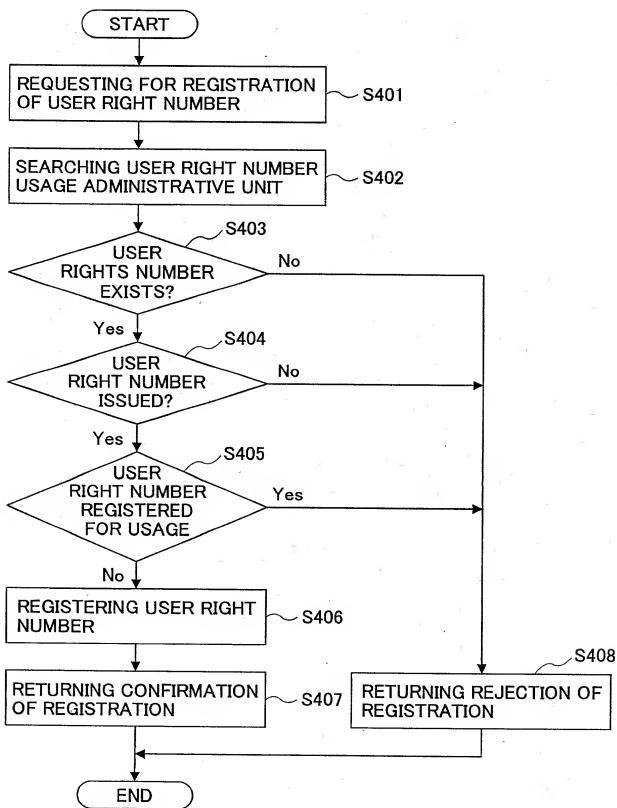 START
REQUESTING FOR REGISTRATION
OF USER RIGHT NUMBER
S401
SEARCHING USER RIGHT NUMBER
USAGE ADMINISTRATIVE UNIT
S402
S403
USER
RIGHTS NUMBER
EXISTS?
No
Yes
S404
USER
RIGHT NUMBER
ISSUED?
No
Yes
S405
USER
RIGHT NUMBER
REGISTERED
FOR USAGE
Yes
No
REGISTERING USER RIGHT
NUMBER
S406
RETURNING CONFIRMATION
OF REGISTRATION
S407
S408
RETURNING REJECTION OF
REGISTRATION
END